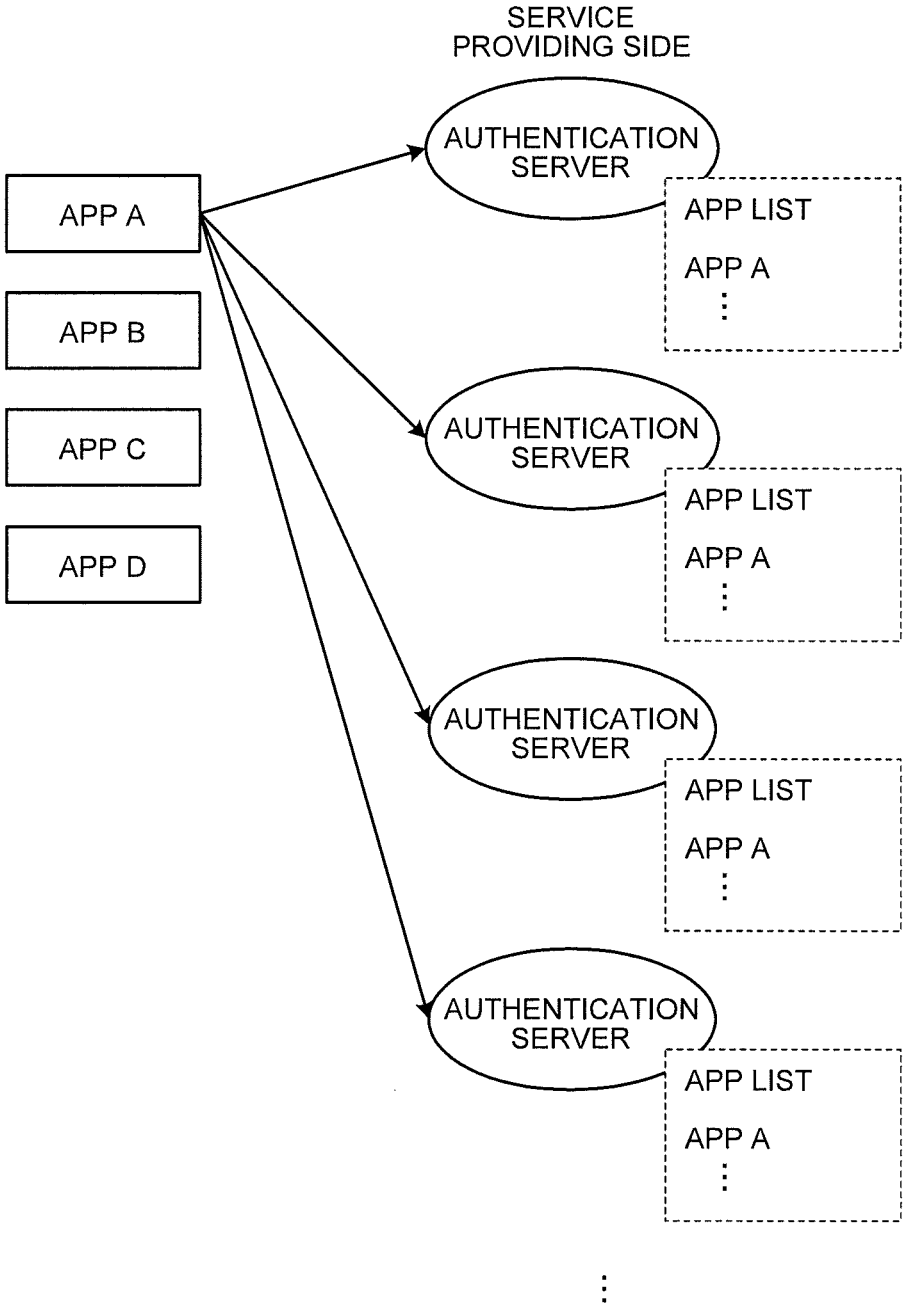 SERVICE
PROVIDING SIDE
APP A
APP B
APP C
APP D
AUTHENTICATION
SERVER
APP LIST
APP A
⋮
AUTHENTICATION
SERVER
APP LIST
APP A
⋮
AUTHENTICATION
SERVER
APP LIST
APP A
⋮
AUTHENTICATION
SERVER
APP LIST
APP A
⋮
⋮